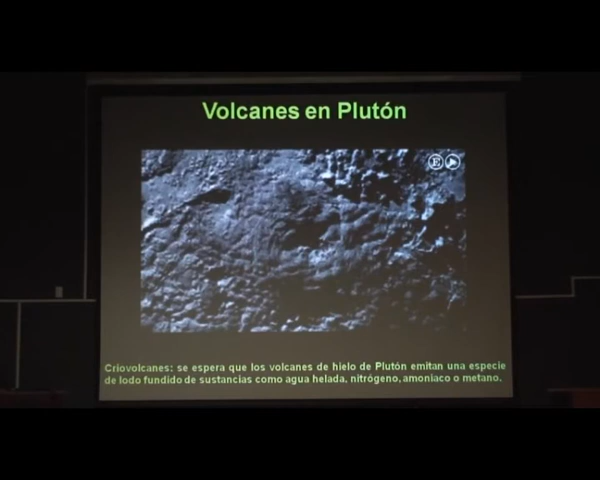 Volcanes en Plutón
E
Criovolcanes: se espera que los volcanes de hielo de Plutón emitan una especie
de lodo fundido de sustancias como agua helada, nitrógeno, amoniaco o metano.